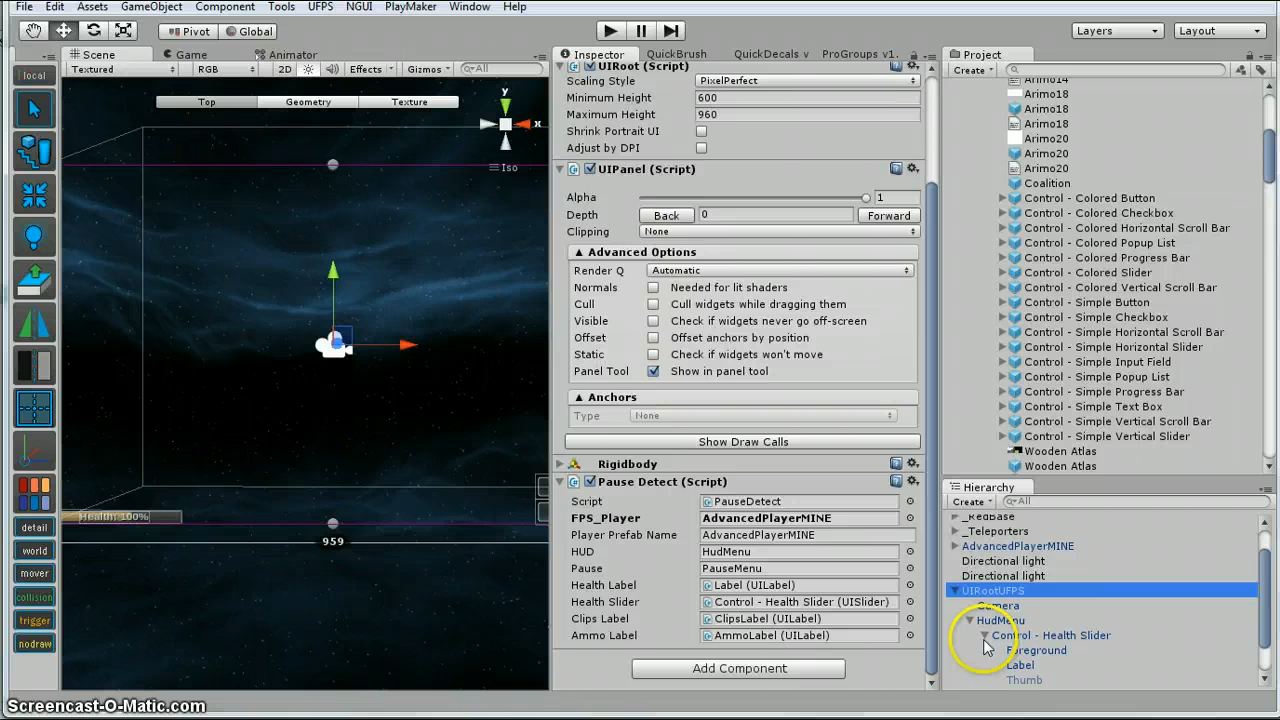 File Edit Assets GameObject Component Tools UFPS NGUI PlayMaker Window Help
Pivot Global Layers Layout
Scene Game Animator
Textured RGB 2D Effects Gizmos All
local
Top Geometry Texture
y
x
Iso
Health: 100%
959
detail
world
mover
collision
trigger
nodraw
Inspector QuickBrush QuickDecals ProGroups v1.
UIRoot (Script)
Scaling Style PixelPerfect
Minimum Height 600
Maximum Height 960
Shrink Portrait UI
Adjust by DPI
UIPanel (Script)
Alpha 1
Depth Back 0 Forward
Clipping None
▲ Advanced Options
Render Q Automatic
Normals Needed for lit shaders
Cull Cull widgets while dragging them
Visible Check if widgets never go off-screen
Offset Offset anchors by position
Static Check if widgets won't move
Panel Tool Show in panel tool
▲ Anchors
Type None
Show Draw Calls
Rigidbody
Pause Detect (Script)
Script PauseDetect
FPS_Player AdvancedPlayerMINE
Player Prefab Name AdvancedPlayerMINE
HUD HudMenu
Pause PauseMenu
Health Label Label (UILabel)
Health Slider Control - Health Slider (UISlider)
Clips Label ClipsLabel (UILabel)
Ammo Label AmmoLabel (UILabel)
Add Component
Project
Create
Arimo14
Arimo18
Arimo18
Arimo18
Arimo20
Arimo20
Arimo20
Coalition
Control - Colored Button
Control - Colored Checkbox
Control - Colored Horizontal Scroll Bar
Control - Colored Popup List
Control - Colored Progress Bar
Control - Colored Slider
Control - Colored Vertical Scroll Bar
Control - Simple Button
Control - Simple Checkbox
Control - Simple Horizontal Scroll Bar
Control - Simple Horizontal Slider
Control - Simple Input Field
Control - Simple Popup List
Control - Simple Progress Bar
Control - Simple Text Box
Control - Simple Vertical Scroll Bar
Control - Simple Vertical Slider
Wooden Atlas
Wooden Atlas
Hierarchy
Create All
_RedBase
_Teleporters
AdvancedPlayerMINE
Directional light
Directional light
UIRootUFPS
Camera
HudMenu
Control - Health Slider
Foreground
Label
Thumb
Screencast-O-Matic.com